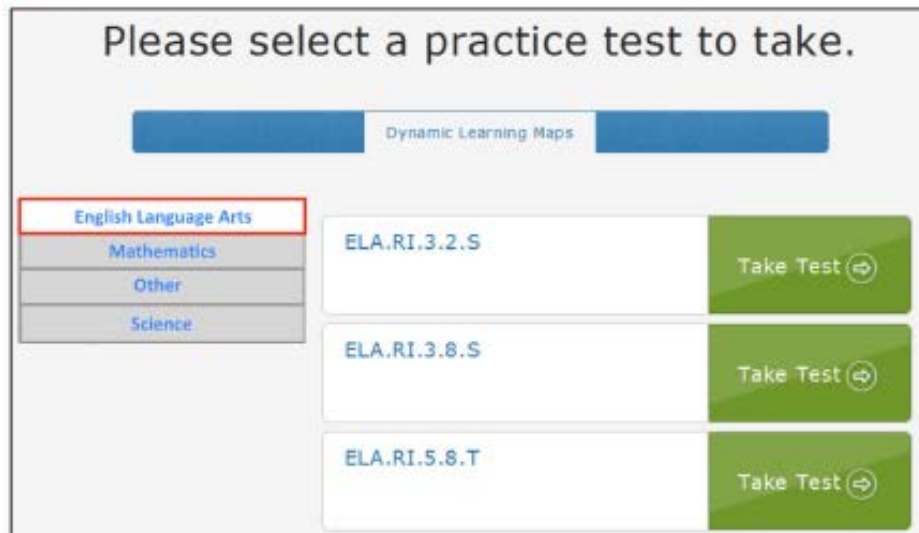 Please select a practice test to take.
Dynamic Learning Maps
English Language Arts
Mathematics
Other
Science
ELA.RI.3.2.S
Take Test
ELA.RI.3.8.S
Take Test
ELA.RI.5.8.T
Take Test